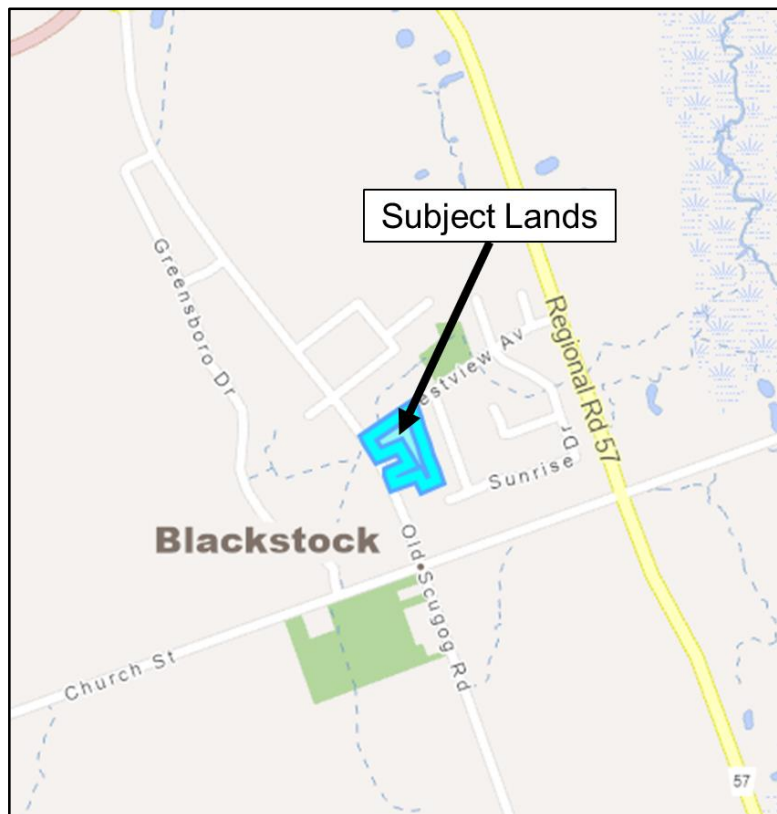 Subject Lands
Greensboro Dr
Regional Rd 57
estview Av
Sunrise Dr
Blackstock
Old Scugog Rd
Church St
57